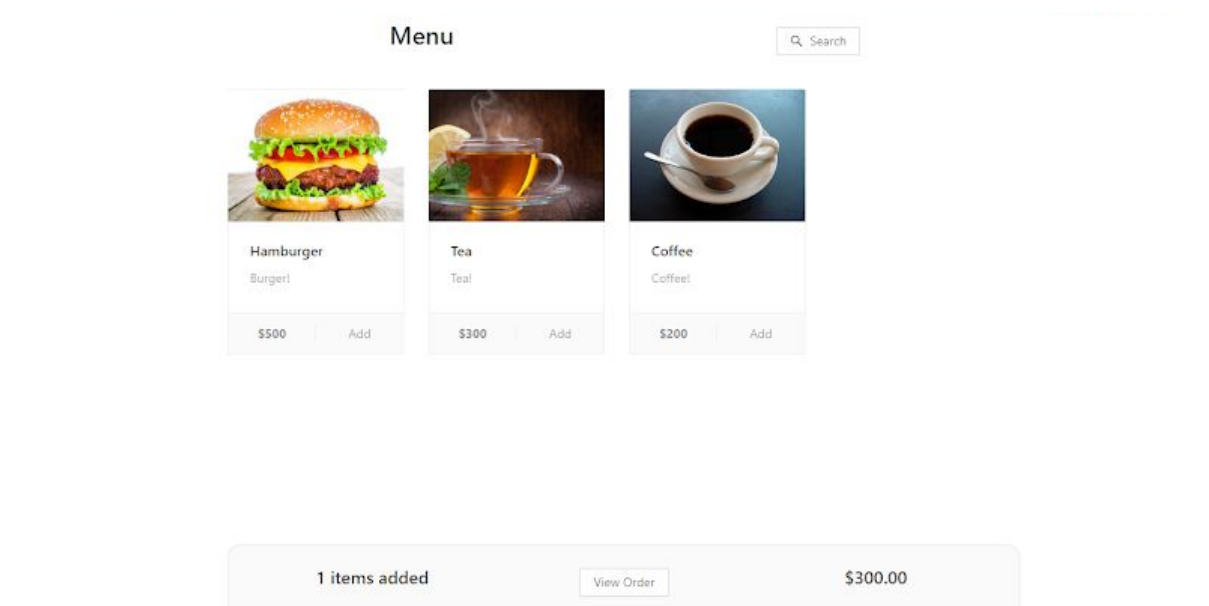 Menu
Search
Hamburger
Burger!
$500 Add
Tea
Tea!
$300 Add
Coffee
Coffee!
$200 Add
1 items added View Order $300.00